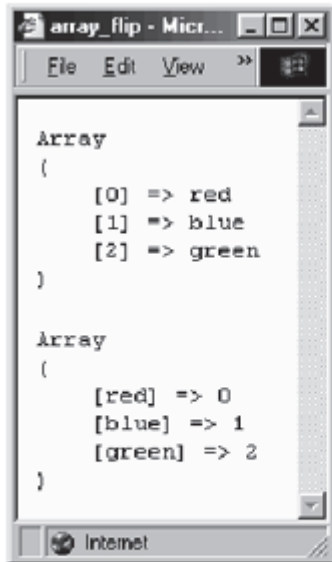 array_flip - Micr...
File Edit View »
Array
(
[0] => red
[1] => blue
[2] => green
)
Array
(
[red] => 0
[blue] => 1
[green] => 2
)
Internet